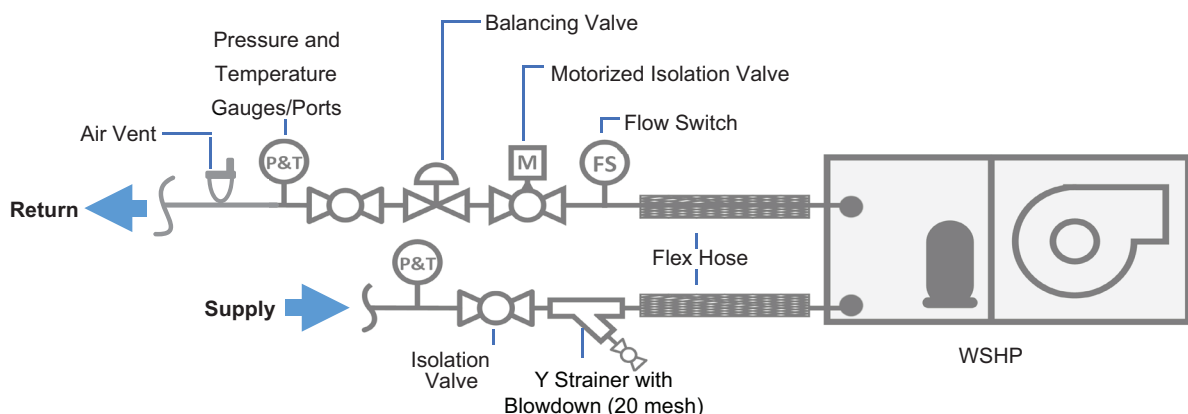 Balancing Valve
Pressure and
Temperature
Gauges/Ports
Motorized Isolation Valve
Air Vent
Flow Switch
P&T
M
FS
Return
P&T
Flex Hose
Supply
Isolation
Valve
Y Strainer with
Blowdown (20 mesh)
WSHP